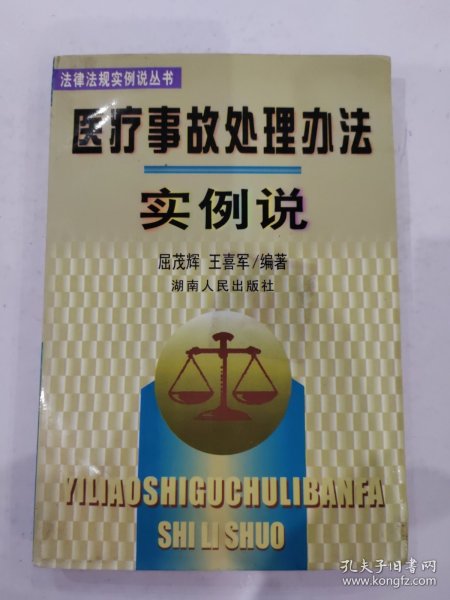 法律法规实例说丛书
医疗事故处理办法
实例说
屈茂辉 王喜军/编著
湖南人民出版社
YILIAOSHIGUCHULIBANFA
SHI LI SHUO
孔夫子旧书网
www.kongfz.com